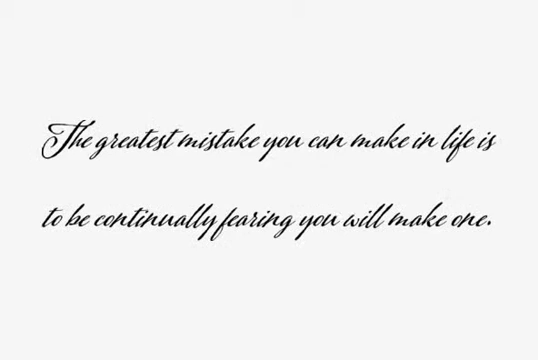 The greatest mistake you can make in life is
to be continually fearing you will make one.